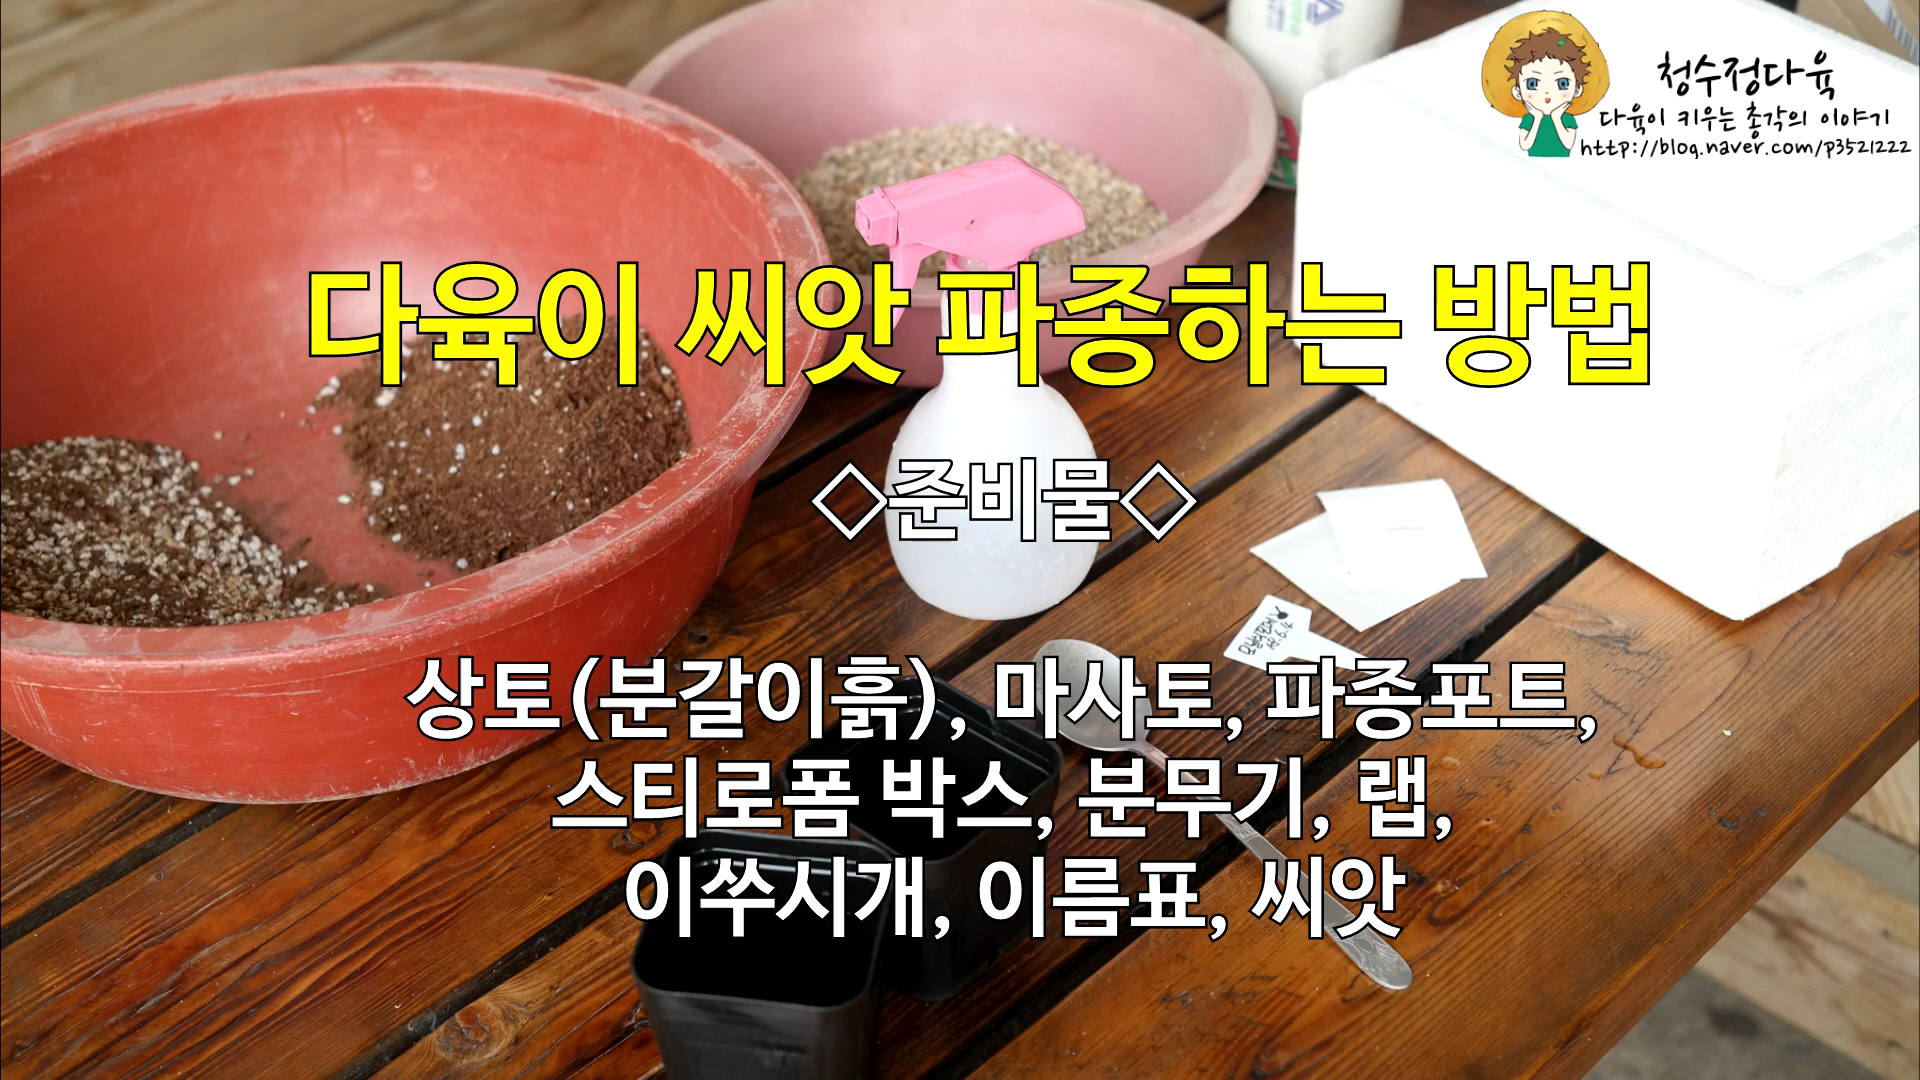 청수정다육
다육이 키우는 총각의 이야기
http://blog.naver.com/p3521222
다육이 씨앗 파종하는 방법
◇준비물◇
상토(분갈이흙), 마사토, 파종포트,
스티로폼 박스, 분무기, 랩,
이쑤시개, 이름표, 씨앗